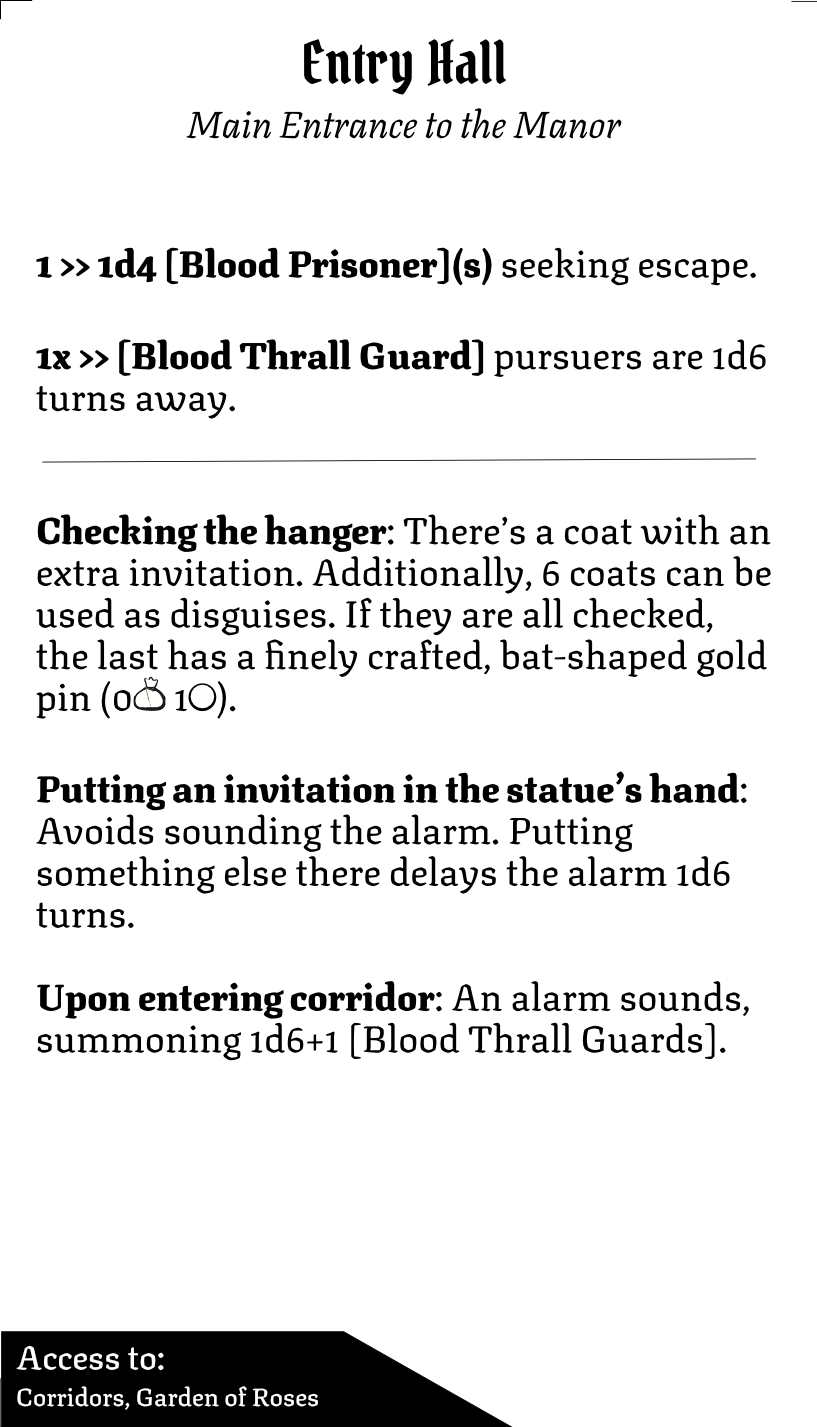 Entry Hall
Main Entrance to the Manor
1 >> 1d4 [Blood Prisoner](s) seeking escape.
1x >> [Blood Thrall Guard] pursuers are 1d6
turns away.
Checking the hanger: There’s a coat with an
extra invitation. Additionally, 6 coats can be
used as disguises. If they are all checked,
the last has a finely crafted, bat-shaped gold
pin (0 1).
Putting an invitation in the statue’s hand:
Avoids sounding the alarm. Putting
something else there delays the alarm 1d6
turns.
Upon entering corridor: An alarm sounds,
summoning 1d6+1 [Blood Thrall Guards].
Access to:
Corridors, Garden of Roses